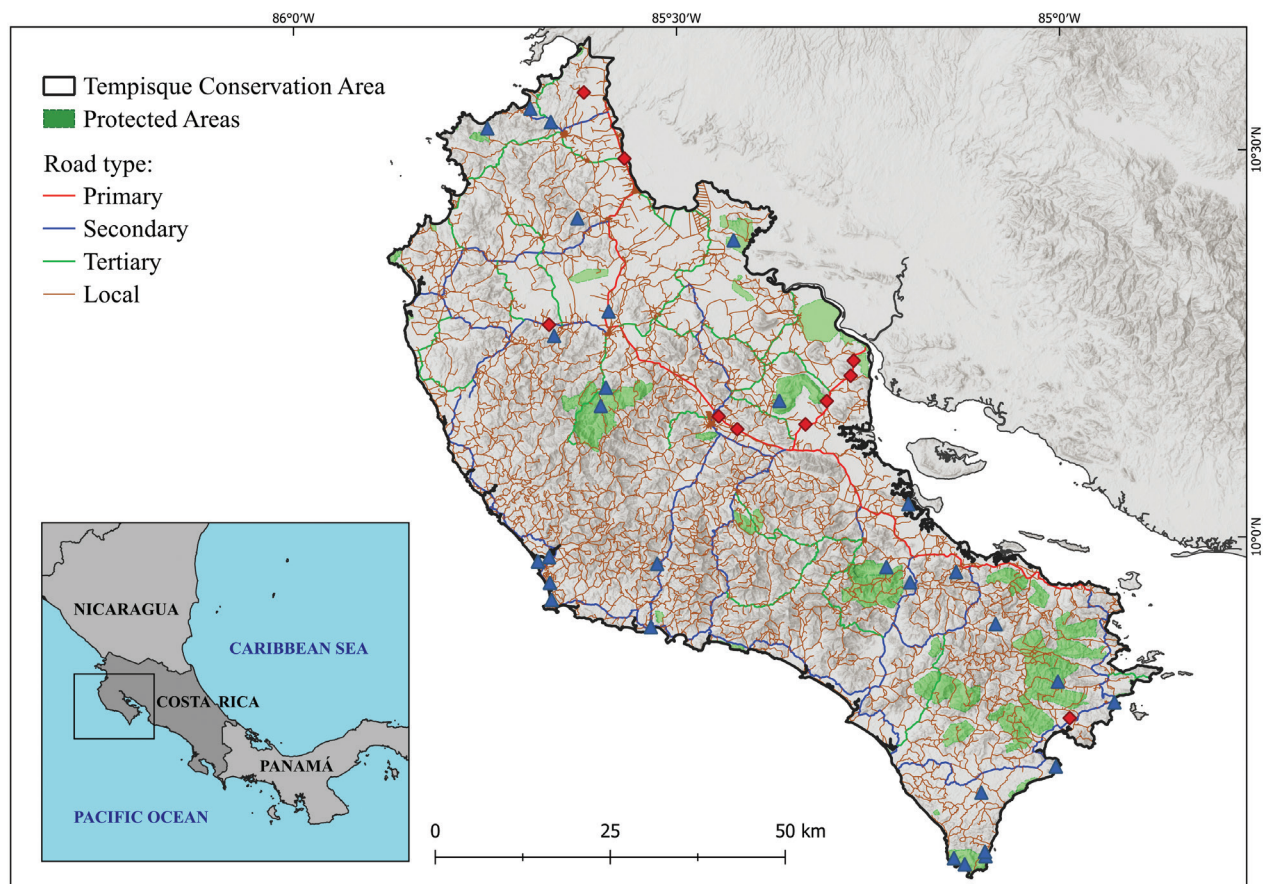 86°0'W
85°30'W
85°0'W
Tempisque Conservation Area
Protected Areas
Road type:
Primary
Secondary
Tertiary
Local
10°30'N
10°0'N
NICARAGUA
CARIBBEAN SEA
COSTA RICA
PANAMÁ
PACIFIC OCEAN
0
25
50 km